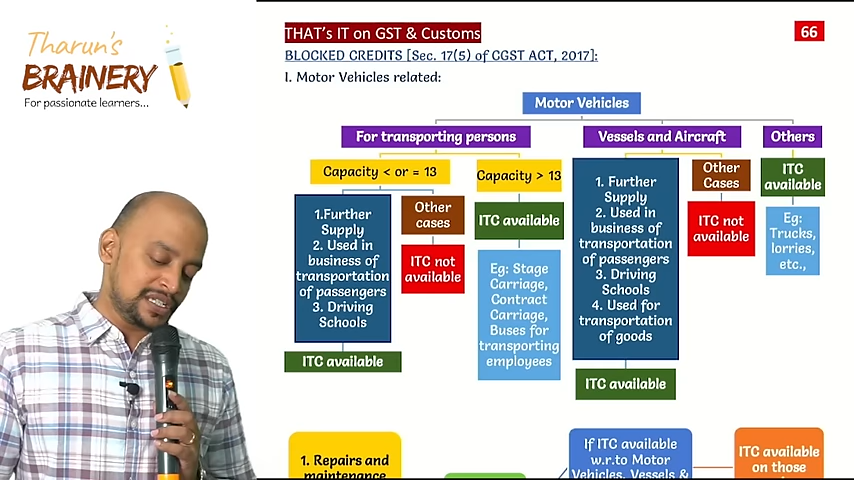 Tharun's
BRAINERY
For passionate learners...
THAT's IT on GST & Customs
66
BLOCKED CREDITS [Sec. 17(5) of CGST ACT, 2017]:
I. Motor Vehicles related:
Motor Vehicles
For transporting persons
Vessels and Aircraft
Others
Capacity < or = 13
Capacity > 13
1.Further
Supply
2. Used in
business of
transportation
of passengers
3. Driving
Schools
ITC available
Other
cases
ITC not
available
ITC available
Eg: Stage
Carriage,
Contract
Carriage,
Buses for
transporting
employees
1. Further
Supply
2. Used in
business of
transportation of
passengers
3. Driving
Schools
4. Used for
transportation
of goods
ITC available
Other
Cases
ITC not
available
ITC
available
Eg:
Trucks,
lorries,
etc.,
1. Repairs and
maintenance
If ITC available
w.r.to Motor
Vehicles, Vessels &
ITC available
on those